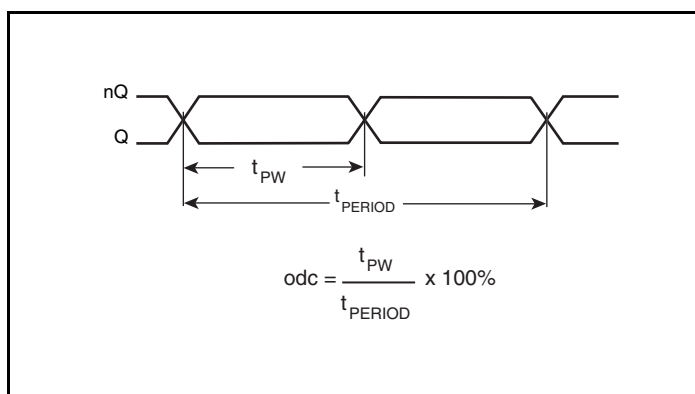 nQ
Q
tPW
tPERIOD
odc = tPW / tPERIOD x 100%